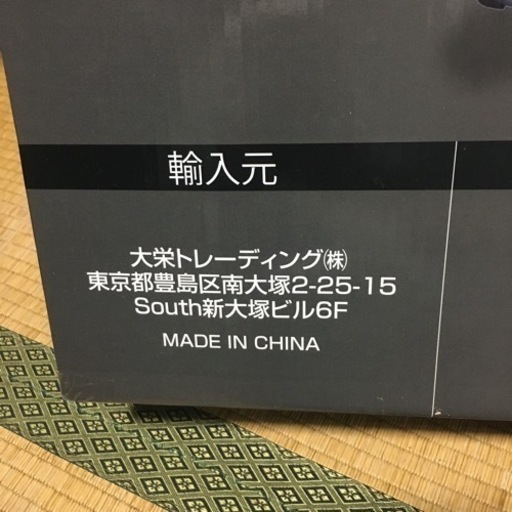 輸入元
大栄トレーディング㈱
東京都豊島区南大塚2-25-15
South新大塚ビル6F
MADE IN CHINA